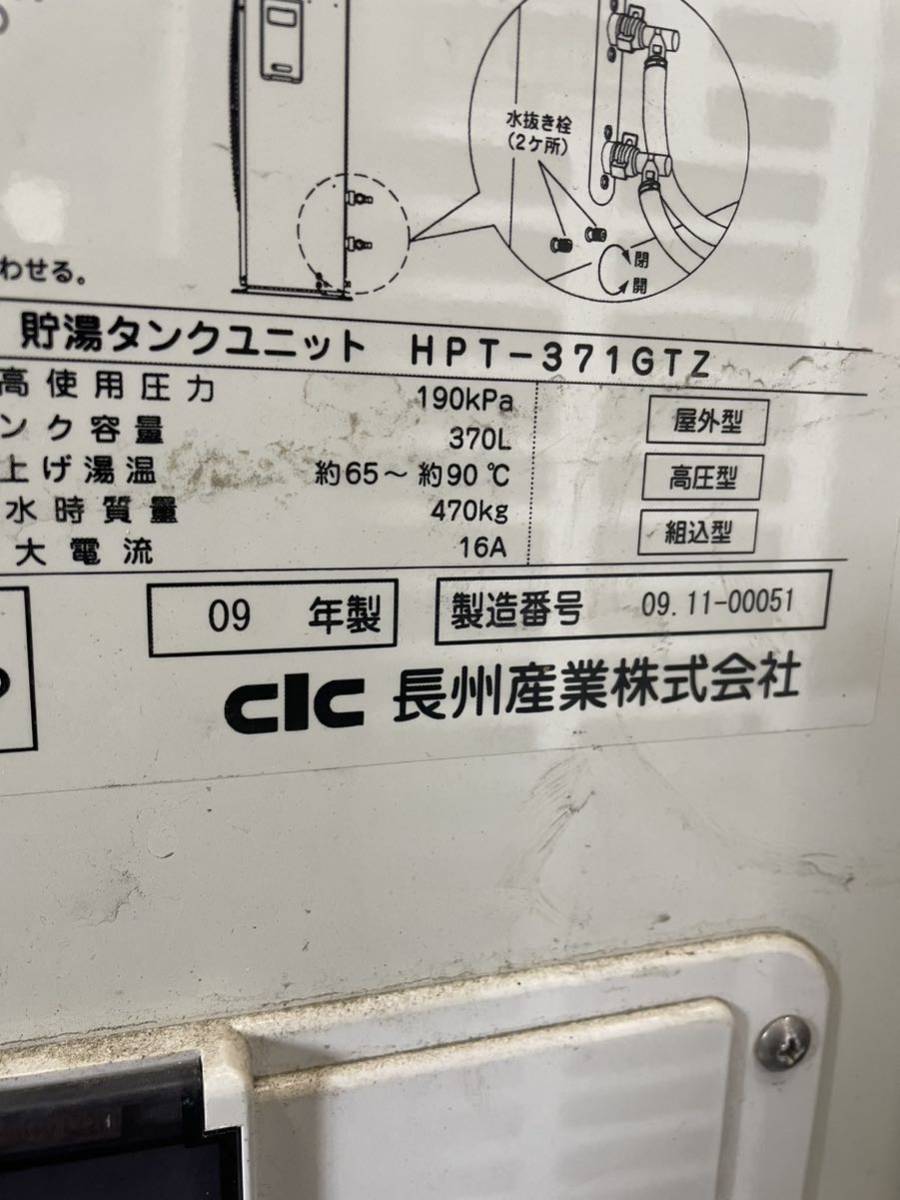 水抜き栓
(2ケ所)
閉
開
わせる。
貯湯タンクユニット HPT-371GTZ
高使用圧力 190kPa
ンク容量 370L
上げ湯温 約65～約90℃
水時質量 470kg
大電流 16A
屋外型
高圧型
組込型
09 年製
製造番号 09.11-00051
CIC 長州産業株式会社